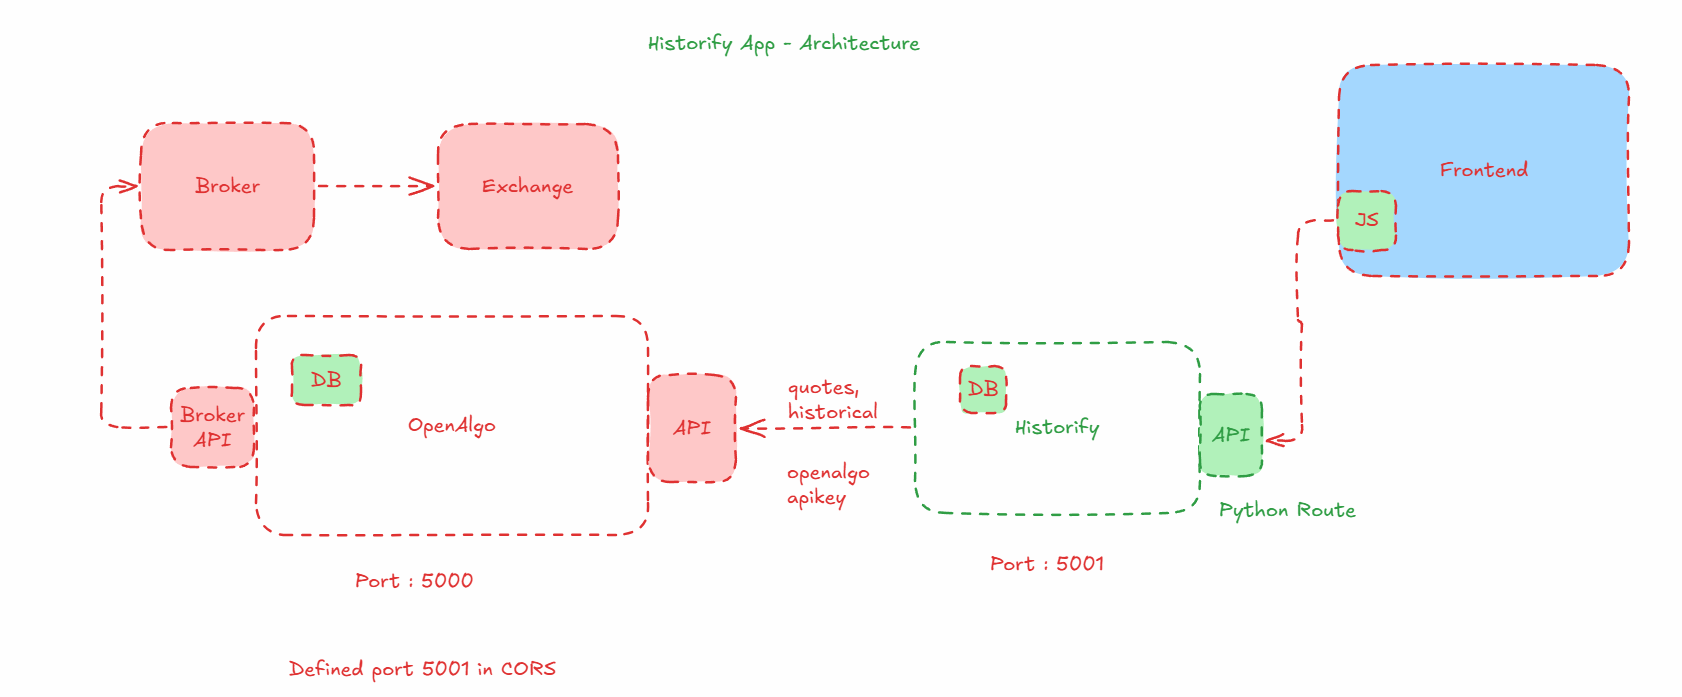 Historify App - Architecture
Broker
Exchange
Frontend
JS
DB
Broker
API
OpenAlgo
API
quotes,
historical
openalgo
apikey
DB
Historify
API
Python Route
Port : 5000
Port : 5001
Defined port 5001 in CORS